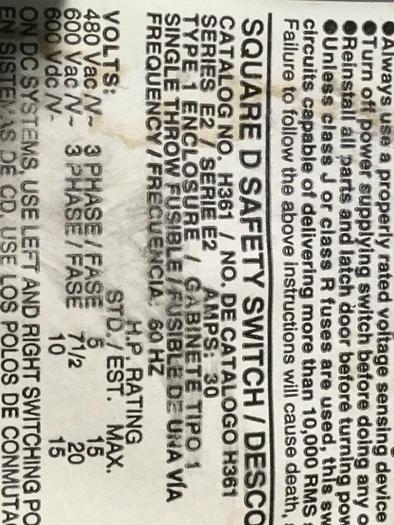 ●Always use a properly rated voltage sensing device
●Turn off power supplying switch before doing any o
●Reinstall all parts and latch door before turning pow
●Unless class J or class R fuses are used, this sw
circuits capable of delivering more than 10,000 RMS
Failure to follow the above instructions will cause death,
SQUARE D SAFETY SWITCH / DESCO
CATALOG NO. H361 / NO. DE CATALOGO H361
SERIES E2 / SERIE E2 AMPS: 30
TYPE 1 ENCLOSURE / GABINETE TIPO 1
SINGLE THROW FUSIBLE / FUSIBLE DE UNA VÍA
FREQUENCY / FRECUENCIA: 60 HZ
H.P. RATING
VOLTS: STD. / EST. MAX.
480 Vac /V~ 3 PHASE / FASE 5 15
600 Vac /V~ 3 PHASE / FASE 7 1/2 20
600 Vdc /V- 10 15
ON DC SYSTEMS, USE LEFT AND RIGHT SWITCHING PO
EN SISTEMAS DE CD, USE LOS POLOS DE CONMUTA